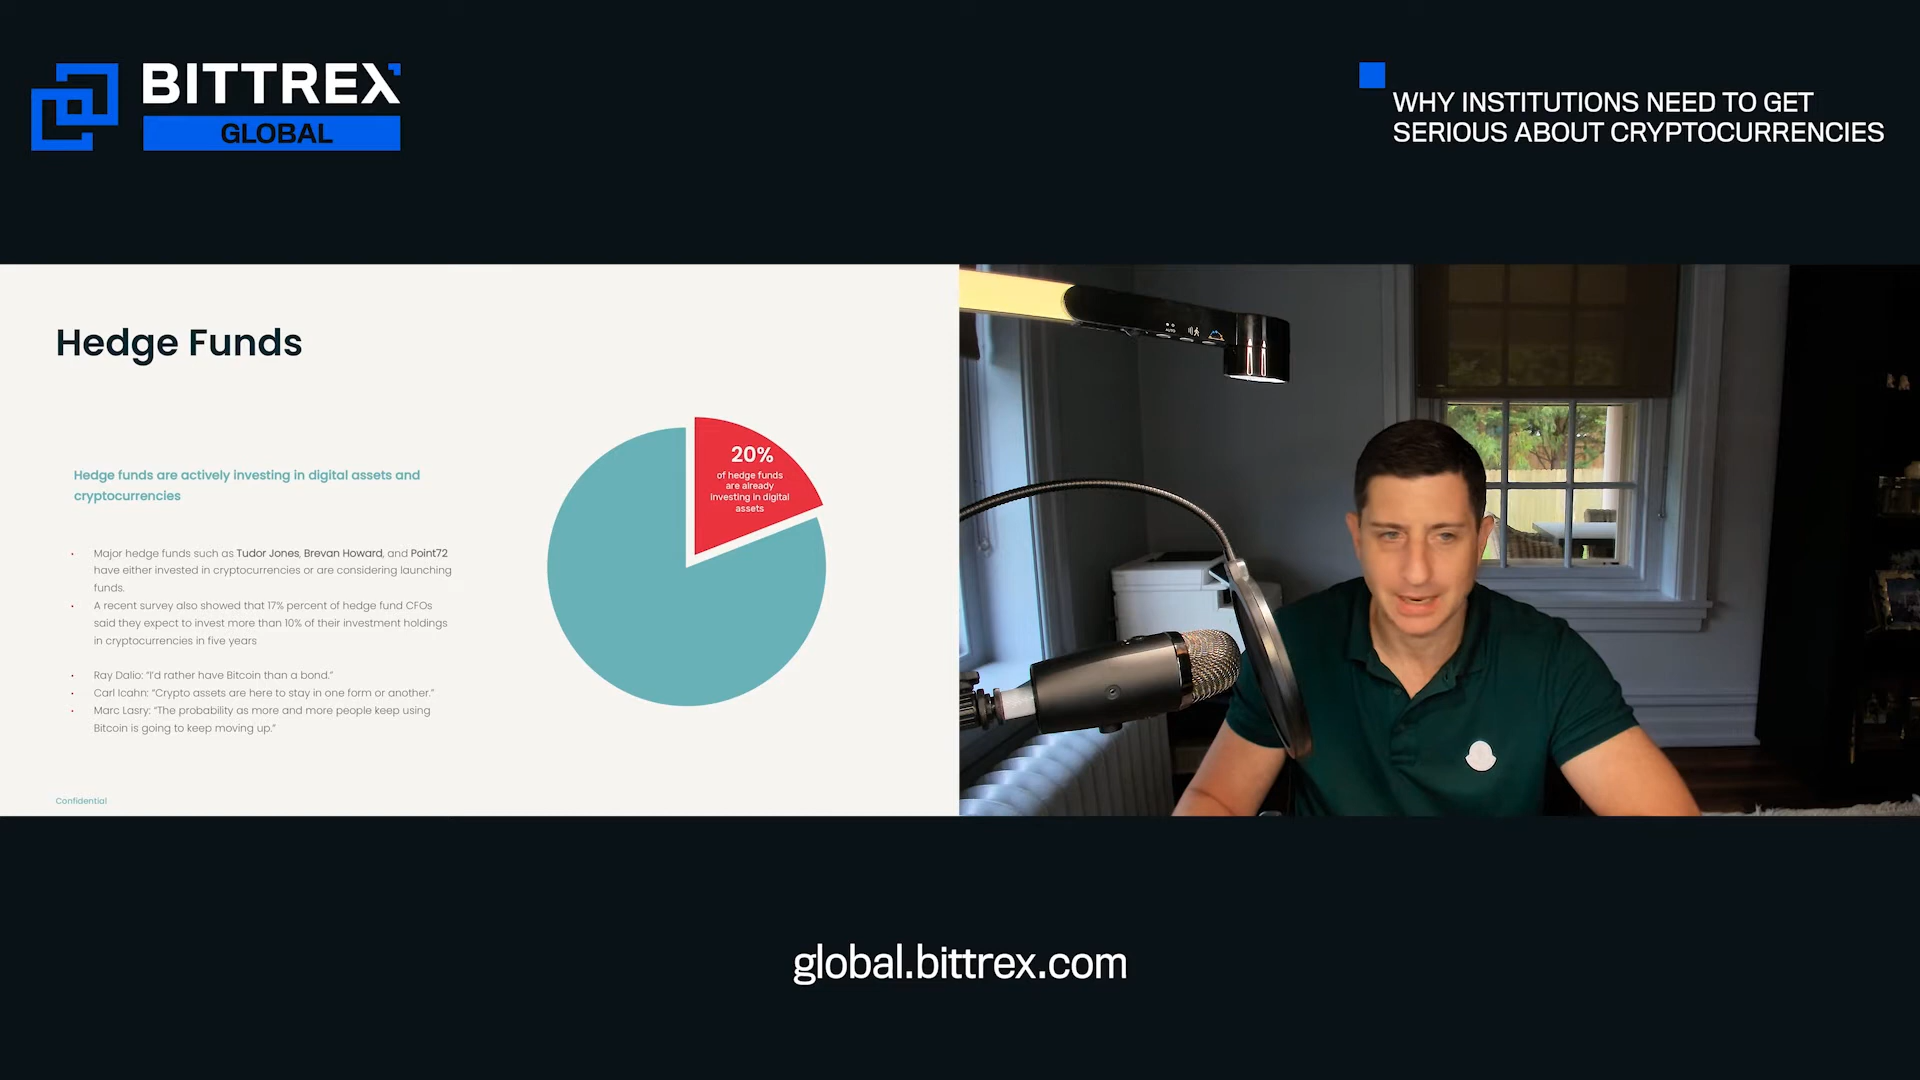 BITTREX
GLOBAL
WHY INSTITUTIONS NEED TO GET
SERIOUS ABOUT CRYPTOCURRENCIES
Hedge Funds
Hedge funds are actively investing in digital assets and
cryptocurrencies
• Major hedge funds such as Tudor Jones, Brevan Howard, and Point72
have either invested in cryptocurrencies or are considering launching
funds.
• A recent survey also showed that 17% percent of hedge fund CFOs
said they expect to invest more than 10% of their investment holdings
in cryptocurrencies in five years
• Ray Dalio: “I’d rather have Bitcoin than a bond.”
• Carl Icahn: “Crypto assets are here to stay in one form or another.”
• Marc Lasry: “The probability as more and more people keep using
Bitcoin is going to keep moving up.”
20%
of hedge funds
are already
investing in digital
assets
Confidential
global.bittrex.com